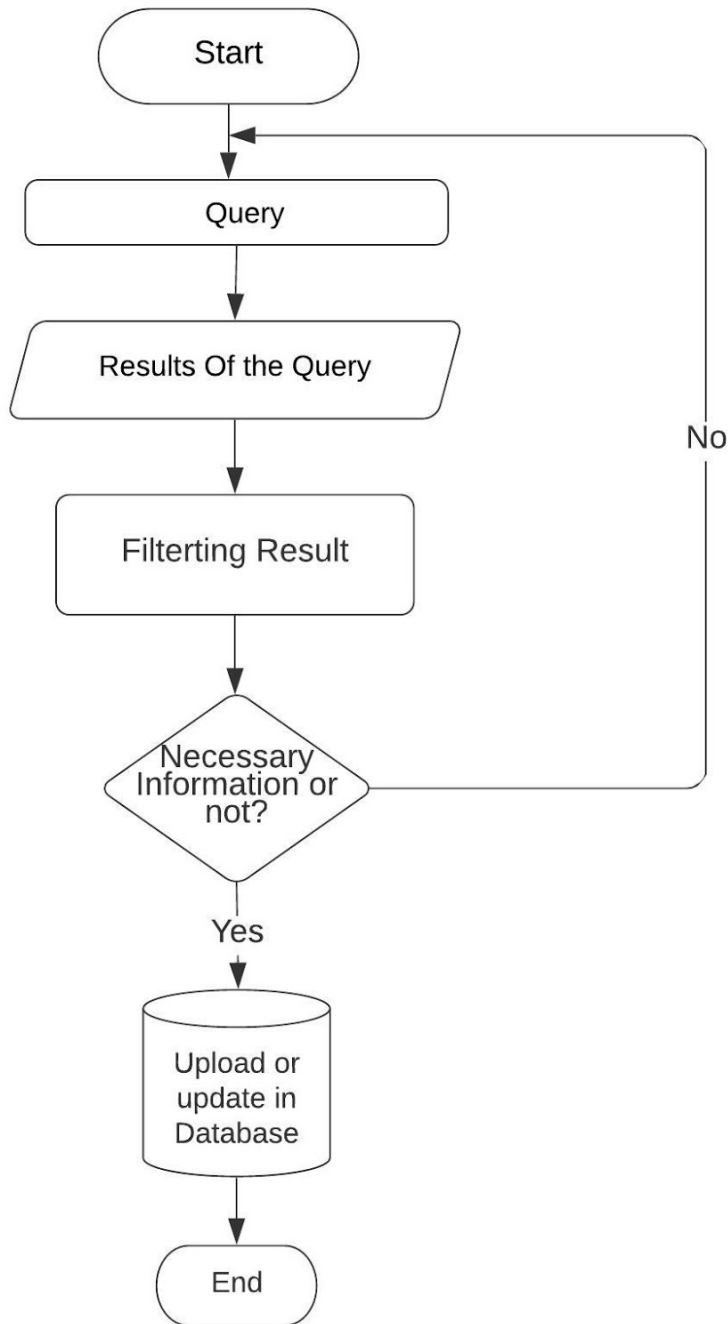 Start
Query
Results Of the Query
No
Filterting Result
Necessary
Information or
not?
Yes
Upload or
update in
Database
End